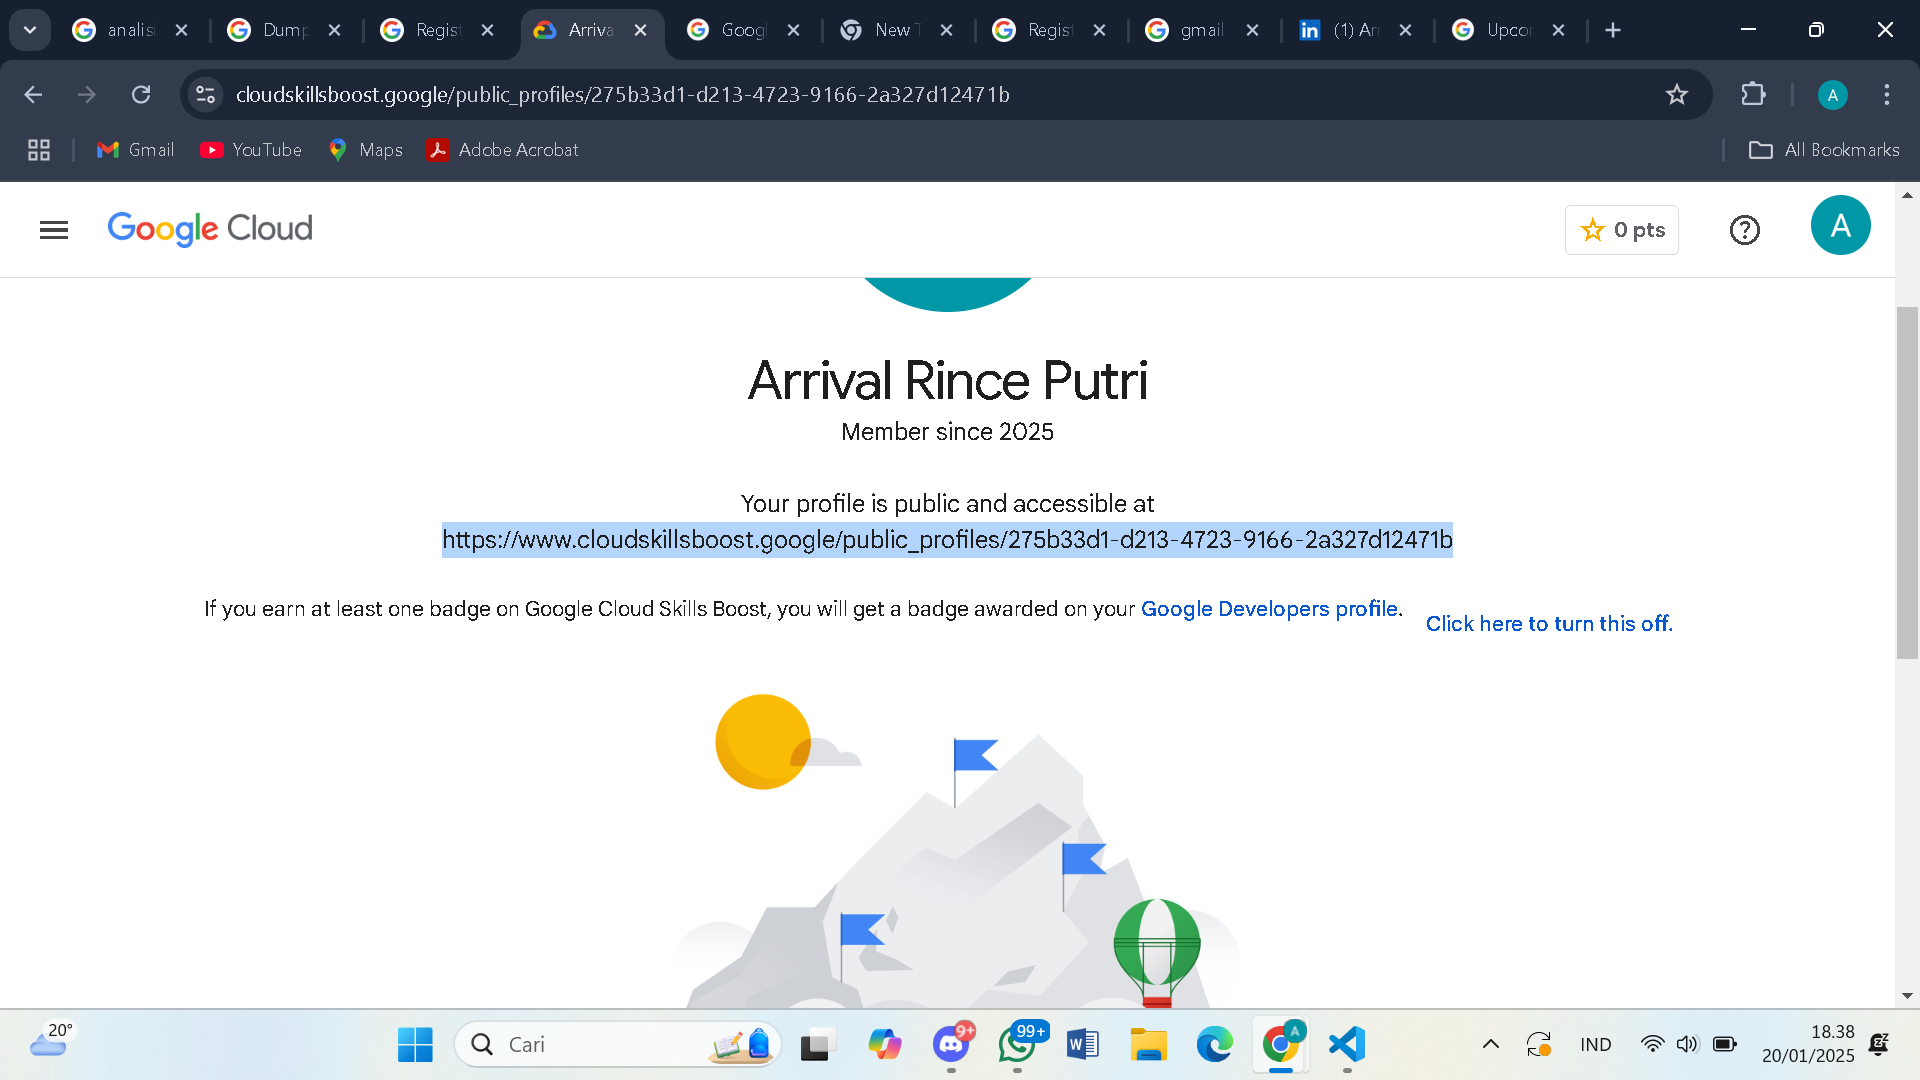 analis
Dump
Regist
Arriva
Googl
New T
Regist
gmail
(1) Arr
Upcor
cloudskillsboost.google/public_profiles/275b33d1-d213-4723-9166-2a327d12471b
A
Gmail
YouTube
Maps
Adobe Acrobat
All Bookmarks
Google Cloud
0 pts
A
Arrival Rince Putri
Member since 2025
Your profile is public and accessible at
https://www.cloudskillsboost.google/public_profiles/275b33d1-d213-4723-9166-2a327d12471b
If you earn at least one badge on Google Cloud Skills Boost, you will get a badge awarded on your Google Developers profile.
Click here to turn this off.
20°
Cari
9+
99+
A
IND
18.38
20/01/2025